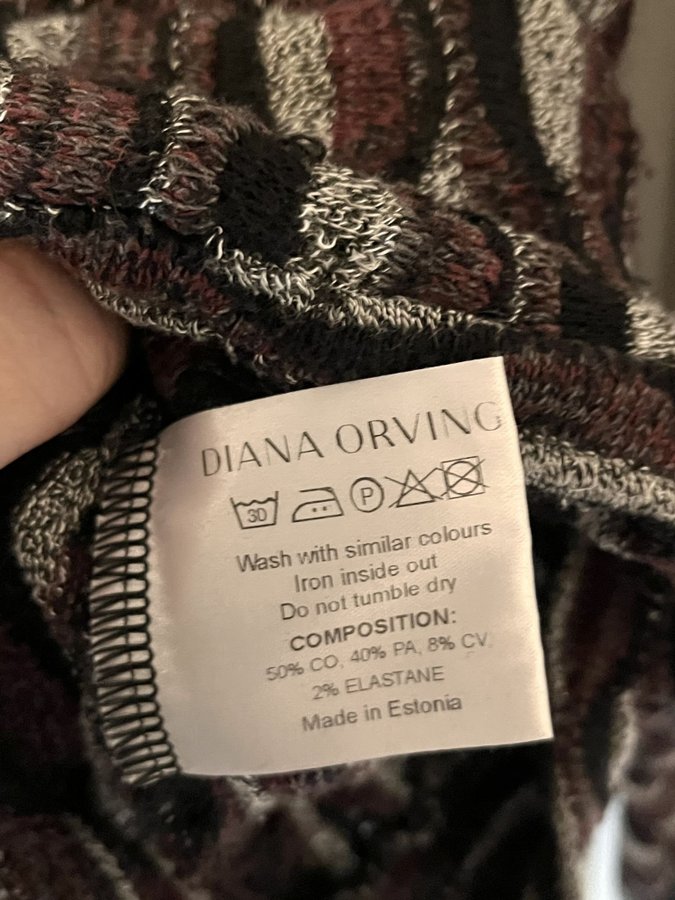 DIANA ORVING
30 P
Wash with similar colours
Iron inside out
Do not tumble dry
COMPOSITION:
50% CO, 40% PA, 8% CV,
2% ELASTANE
Made in Estonia